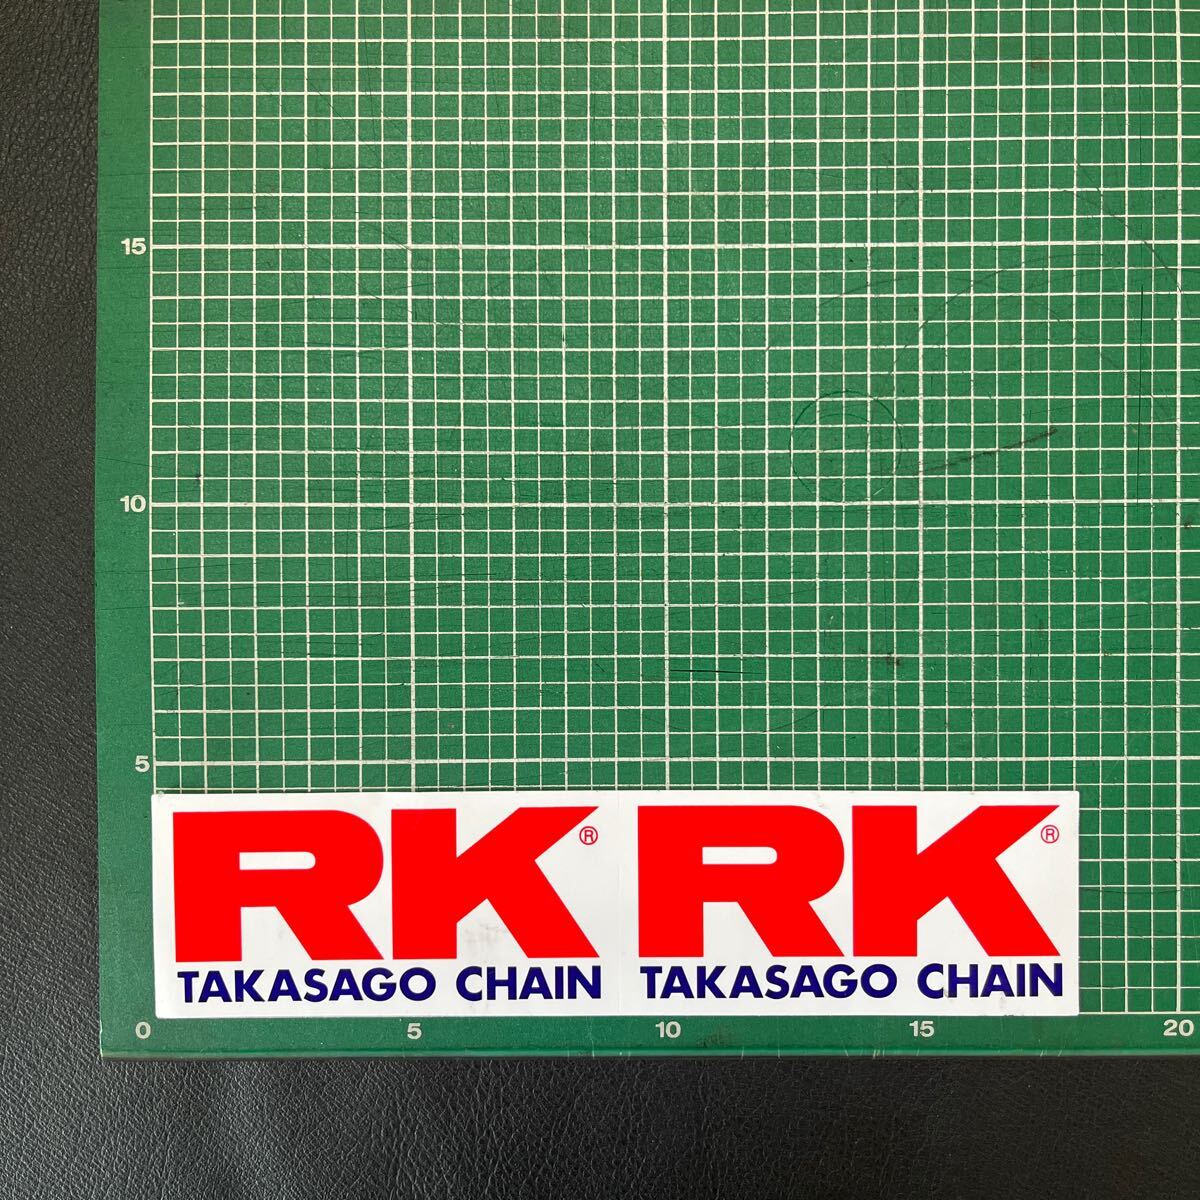 15
10
5
RK® RK®
TAKASAGO CHAIN TAKASAGO CHAIN
0 5 10 15 20